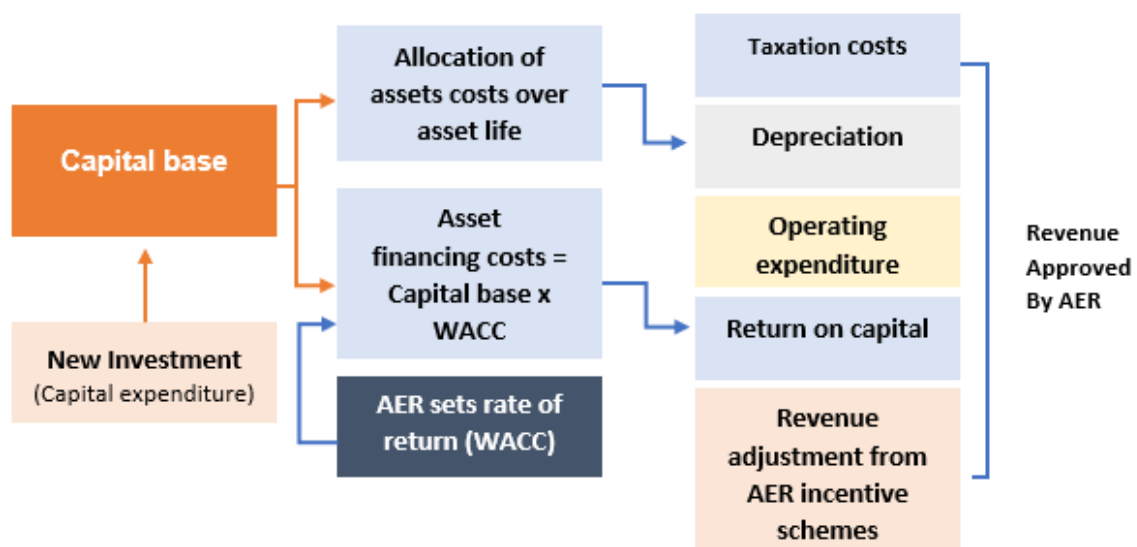 Capital base
New Investment
(Capital expenditure)
Allocation of
assets costs over
asset life
Asset
financing costs =
Capital base x
WACC
AER sets rate of
return (WACC)
Taxation costs
Depreciation
Operating
expenditure
Return on capital
Revenue
adjustment from
AER incentive
schemes
Revenue
Approved
By AER